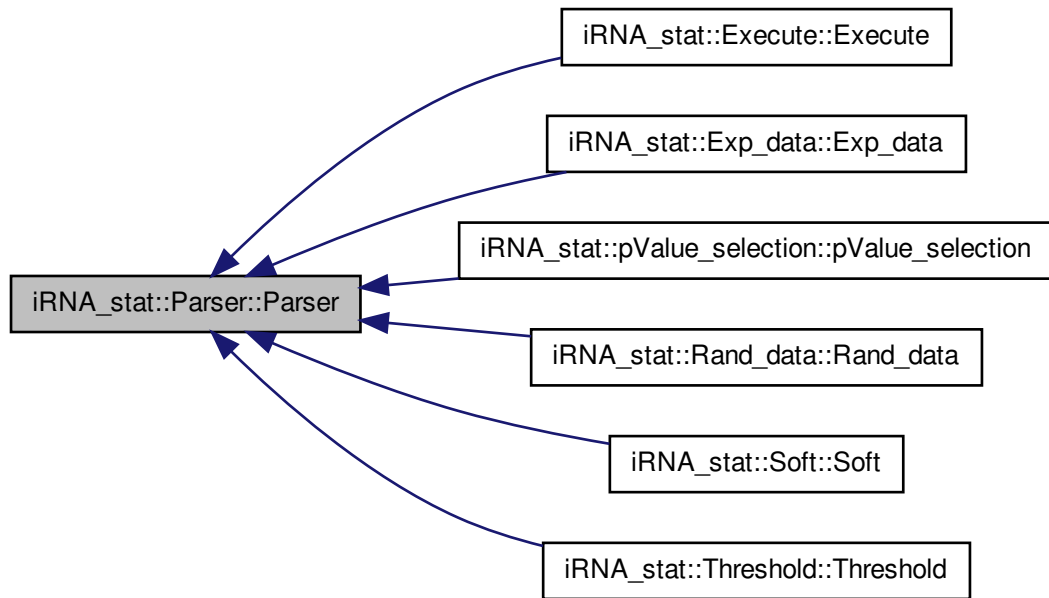 iRNA_stat::Execute::Execute
iRNA_stat::Exp_data::Exp_data
iRNA_stat::pValue_selection::pValue_selection
iRNA_stat::Parser::Parser
iRNA_stat::Rand_data::Rand_data
iRNA_stat::Soft::Soft
iRNA_stat::Threshold::Threshold